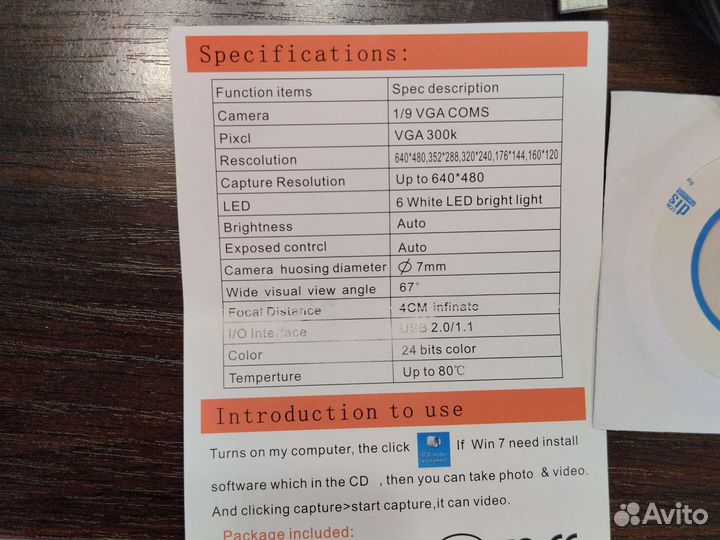 Specifications:
Function items Spec description
Camera 1/9 VGA COMS
Pixcl VGA 300k
Rescolution 640*480,352*288,320*240,176*144,160*120
Capture Resolution Up to 640*480
LED 6 White LED bright light
Brightness Auto
Exposed contrcl Auto
Camera huosing diameter Ø 7mm
Wide visual view angle 67°
Focal Distance 4CM-infinate
I/O Interface USB 2.0/1.1
Color 24 bits color
Temperture Up to 80℃
Introduction to use
Turns on my computer, the click If Win 7 need install
software which in the CD , then you can take photo & video.
And clicking capture>start capture,it can video.
Package included:
dis
Avito